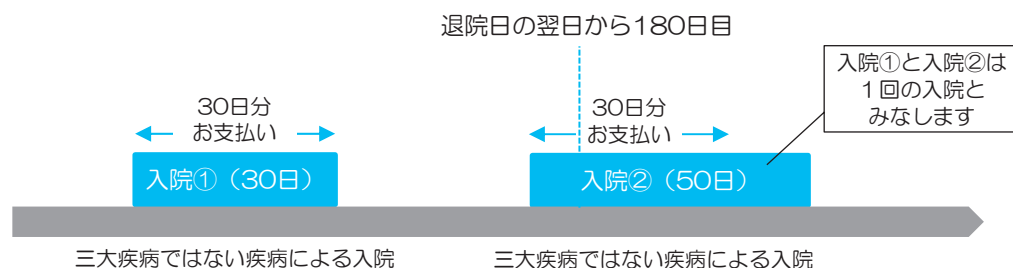 退院日の翌日から180日目
入院①と入院②は
１回の入院と
みなします
30日分
お支払い
30日分
お支払い
入院①（30日）
入院②（50日）
三大疾病ではない疾病による入院
三大疾病ではない疾病による入院